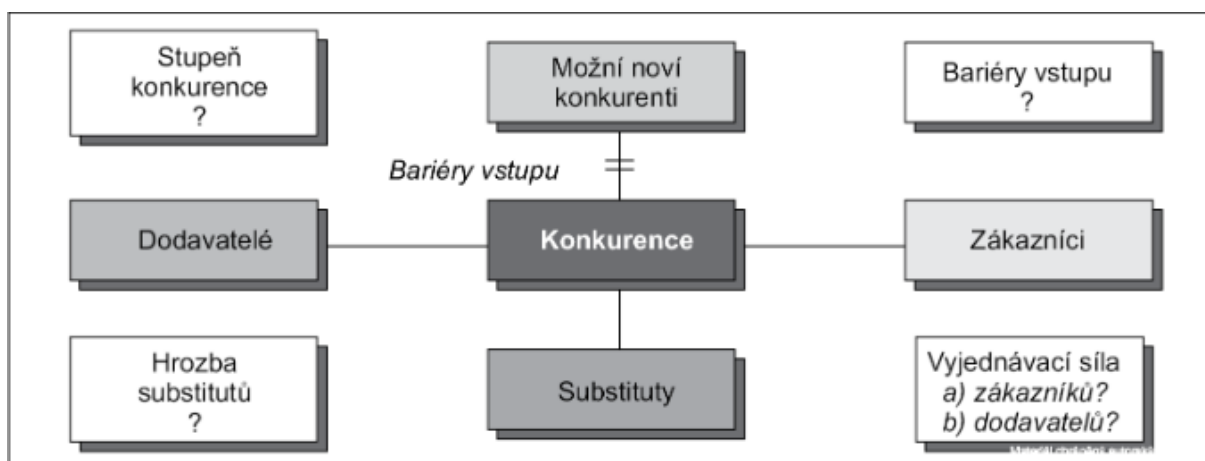 Stupeň
konkurence
?
Možní noví
konkurenti
Bariéry vstupu
?
Bariéry vstupu
Dodavatelé
Konkurence
Zákazníci
Hrozba
substitutů
?
Substituty
Vyjednávací síla
a) zákazníků?
b) dodavatelů?